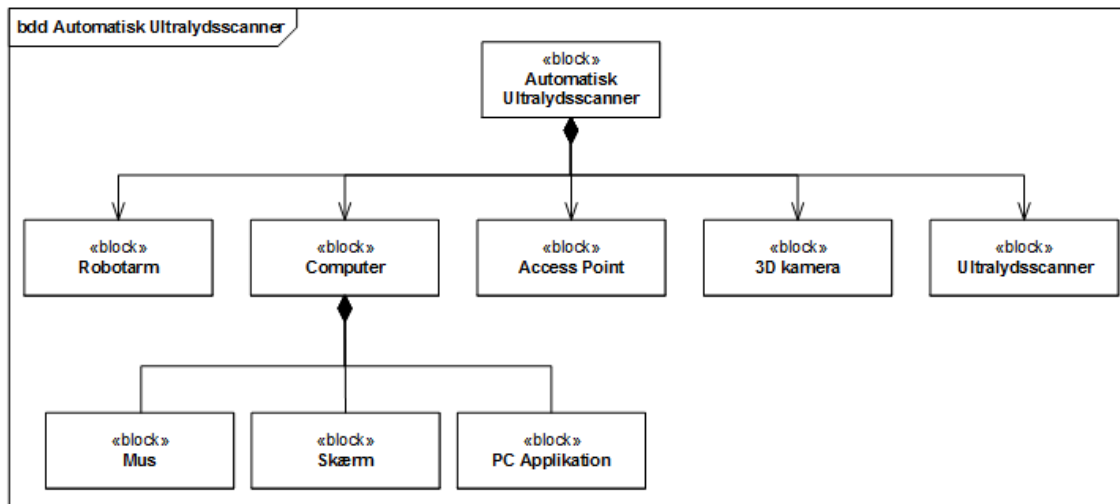 bdd Automatisk Ultralydsscanner
«block»
Automatisk
Ultralydsscanner
«block»
Robotarm
«block»
Computer
«block»
Access Point
«block»
3D kamera
«block»
Ultralydsscanner
«block»
Mus
«block»
Skærm
«block»
PC Applikation